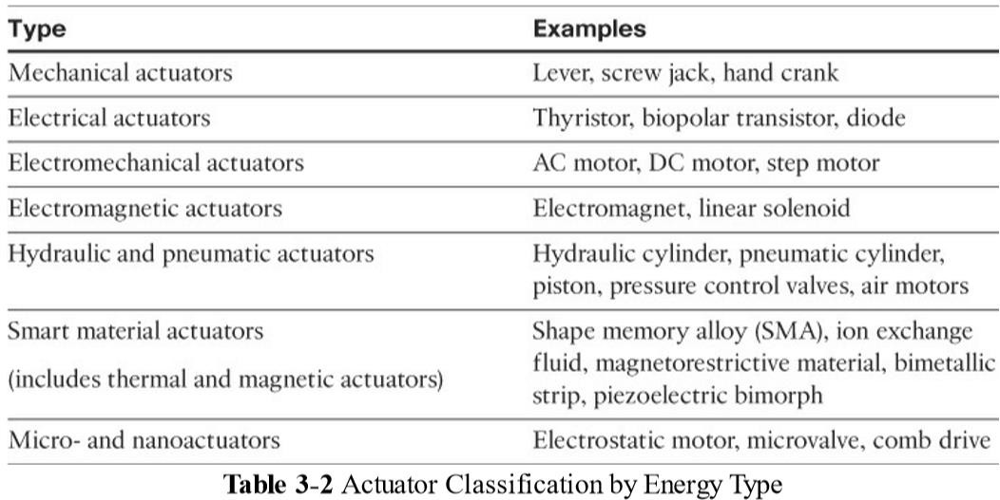 Type Examples
Mechanical actuators Lever, screw jack, hand crank
Electrical actuators Thyristor, biopolar transistor, diode
Electromechanical actuators AC motor, DC motor, step motor
Electromagnetic actuators Electromagnet, linear solenoid
Hydraulic and pneumatic actuators Hydraulic cylinder, pneumatic cylinder,
piston, pressure control valves, air motors
Smart material actuators Shape memory alloy (SMA), ion exchange
(includes thermal and magnetic actuators) fluid, magnetorestrictive material, bimetallic
strip, piezoelectric bimorph
Micro- and nanoactuators Electrostatic motor, microvalve, comb drive
Table 3-2 Actuator Classification by Energy Type